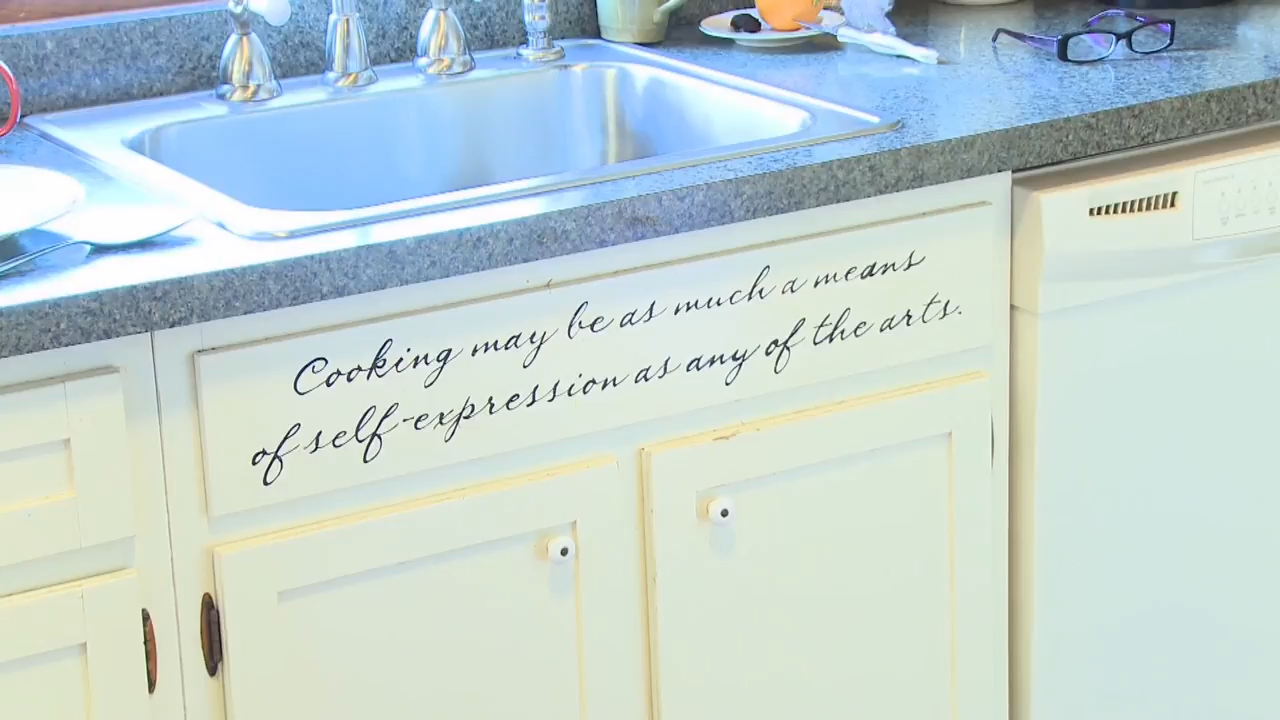 Cooking may be as much a means
of self-expression as any of the arts.